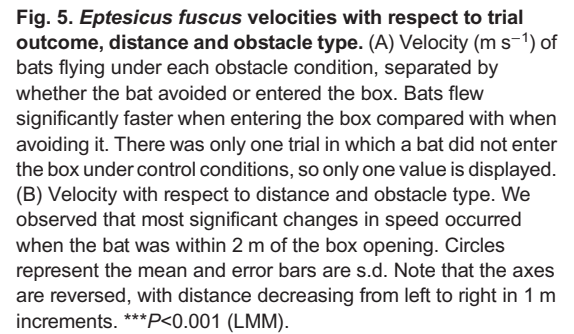 Fig. 5. Eptesicus fuscus velocities with respect to trial
outcome, distance and obstacle type. (A) Velocity (m s−1) of
bats flying under each obstacle condition, separated by
whether the bat avoided or entered the box. Bats flew
significantly faster when entering the box compared with when
avoiding it. There was only one trial in which a bat did not enter
the box under control conditions, so only one value is displayed.
(B) Velocity with respect to distance and obstacle type. We
observed that most significant changes in speed occurred
when the bat was within 2 m of the box opening. Circles
represent the mean and error bars are s.d. Note that the axes
are reversed, with distance decreasing from left to right in 1 m
increments. ***P<0.001 (LMM).